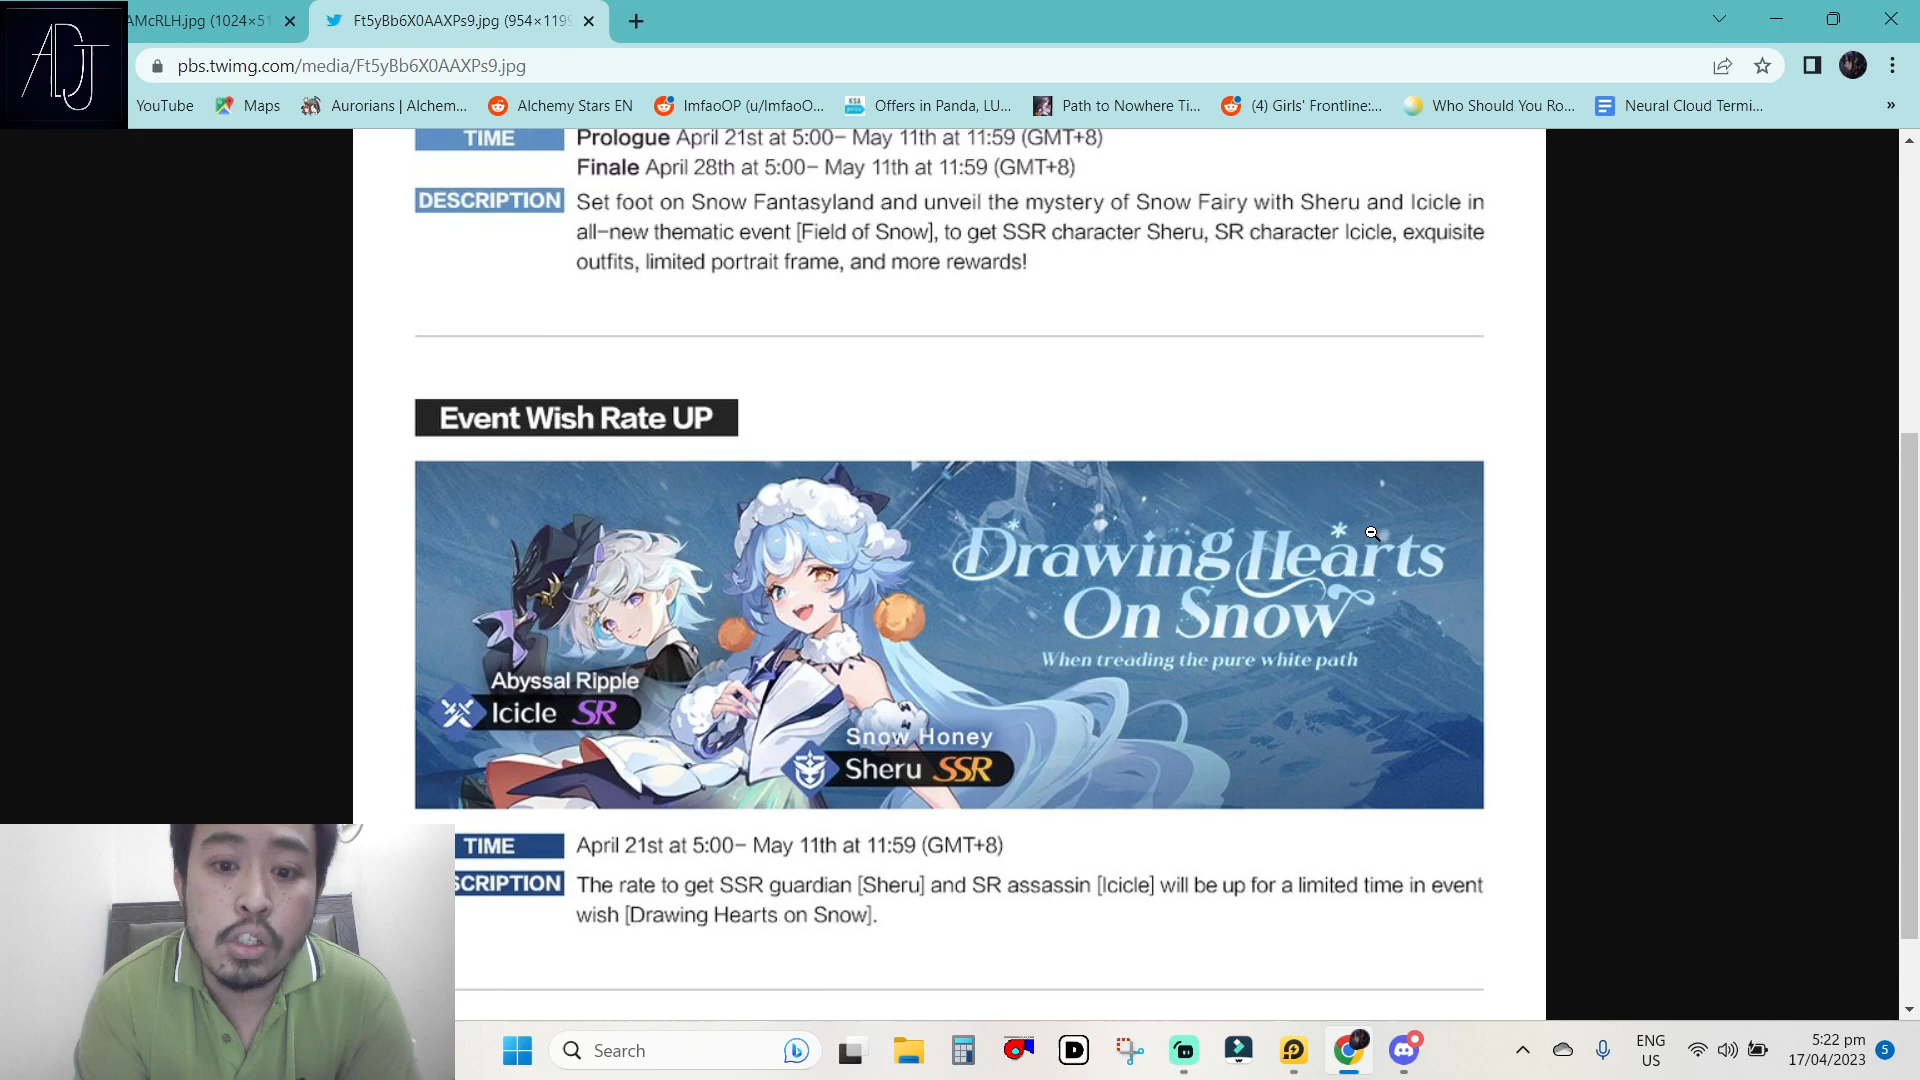 ADJ
AMcRLH.jpg (1024×51
Ft5yBb6X0AAXPs9.jpg (954×1199
pbs.twimg.com/media/Ft5yBb6X0AAXPs9.jpg
YouTube
Maps
Aurorians | Alchem...
Alchemy Stars EN
lmfaoOP (u/lmfaoO...
Offers in Panda, LU...
Path to Nowhere Ti...
(4) Girls' Frontline:...
Who Should You Ro...
Neural Cloud Termi...
»
TIME
Prologue April 21st at 5:00– May 11th at 11:59 (GMT+8)
Finale April 28th at 5:00– May 11th at 11:59 (GMT+8)
DESCRIPTION
Set foot on Snow Fantasyland and unveil the mystery of Snow Fairy with Sheru and Icicle in
all–new thematic event [Field of Snow], to get SSR character Sheru, SR character Icicle, exquisite
outfits, limited portrait frame, and more rewards!
Event Wish Rate UP
Drawing Hearts
On Snow
When treading the pure white path
Abyssal Ripple
Icicle SR
Snow Honey
Sheru SSR
TIME
April 21st at 5:00– May 11th at 11:59 (GMT+8)
SCRIPTION
The rate to get SSR guardian [Sheru] and SR assassin [Icicle] will be up for a limited time in event
wish [Drawing Hearts on Snow].
Search
ENG
US
5:22 pm
17/04/2023
5